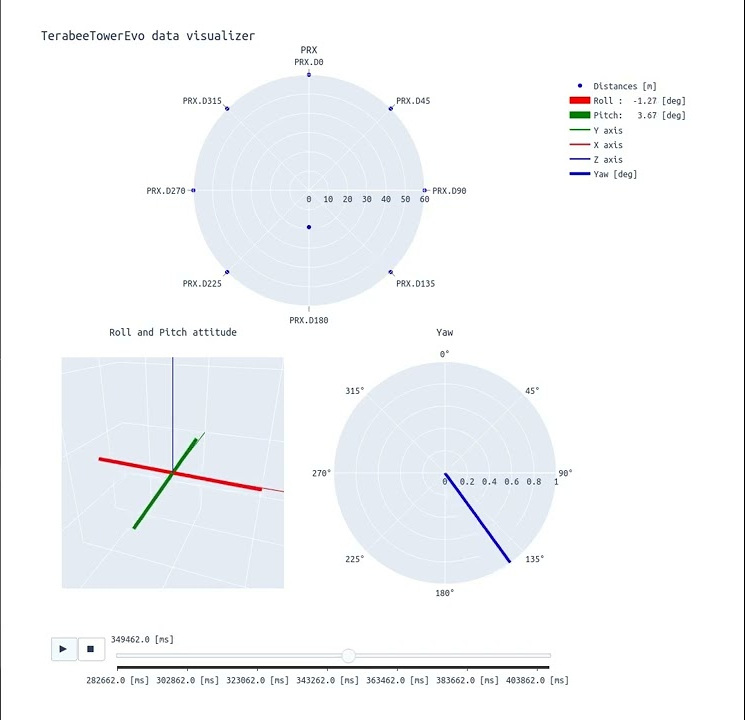 TerabeeTowerEvo data visualizer
PRX
PRX.D0
PRX.D315
PRX.D45
PRX.D270
0 10 20 30 40 50 60
PRX.D90
PRX.D225
PRX.D135
PRX.D180
Distances [m]
Roll : -1.27 [deg]
Pitch: 3.67 [deg]
Y axis
X axis
Z axis
Yaw [deg]
Roll and Pitch attitude
Yaw
0°
315°
45°
270°
0 0.2 0.4 0.6 0.8 1
90°
225°
135°
180°
349462.0 [ms]
282662.0 [ms] 302862.0 [ms] 323062.0 [ms] 343262.0 [ms] 363462.0 [ms] 383662.0 [ms] 403862.0 [ms]